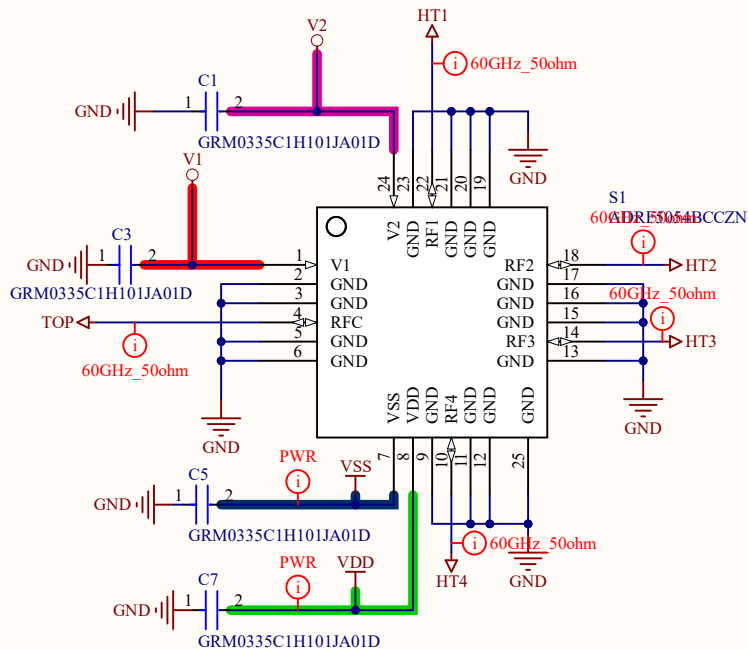 HT1
V2
i 60GHz_50ohm
C1
1 2
GND
GRM0335C1H101JA01D
GND
V1
24 23 22 21 20 19
V2 GND RF1 GND GND GND
S1
ADRF5054BCCZN
60GHz_50ohm
i
C3
GND 1 2
GRM0335C1H101JA01D
1 V1
2 GND
3 GND
TOP 4 RFC
5 GND
6 GND
i
60GHz_50ohm
RF2 18 HT2
GND 17
GND 16
60GHz_50ohm
i
GND 15
RF3 14 HT3
GND 13
GND
GND
VSS VDD GND RF4 GND GND GND
7 8 9 10 11 12 25
C5
PWR
i
VSS
GND 1 2
GRM0335C1H101JA01D
i 60GHz_50ohm
HT4
GND
C7
PWR
i
VDD
GND 1 2
GRM0335C1H101JA01D